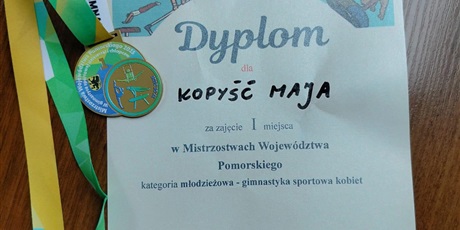 Dyplom
dla
KOPYŚĆ MAJA
za zajęcie I miejsca
w Mistrzostwach Województwa
Pomorskiego
kategoria młodzieżowa - gimnastyka sportowa kobiet